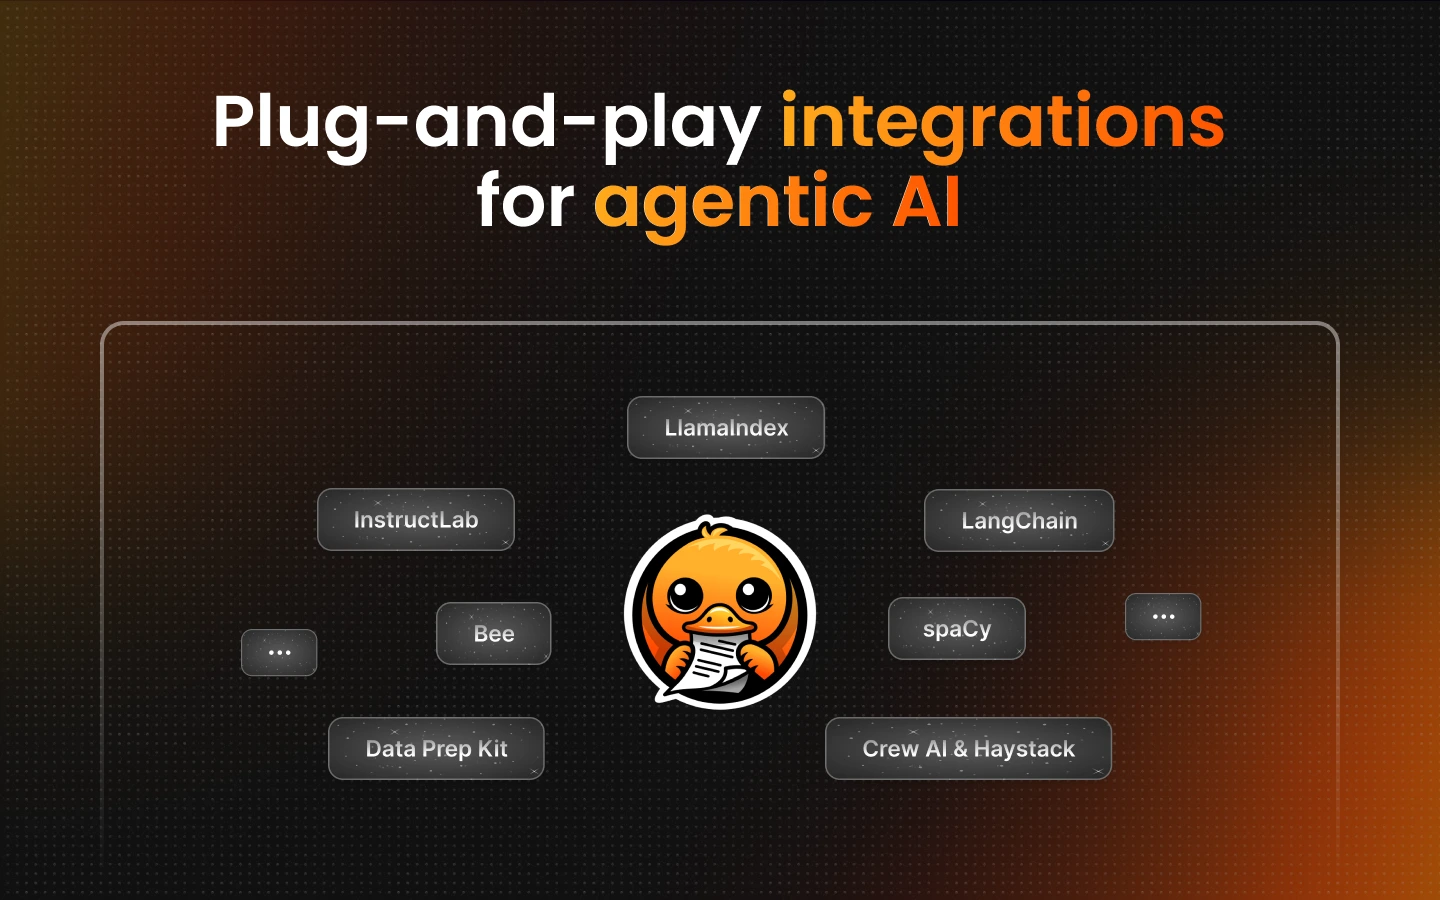 Plug-and-play integrations
for agentic AI
LlamaIndex
InstructLab
LangChain
Bee
spaCy
...
...
Data Prep Kit
Crew AI & Haystack